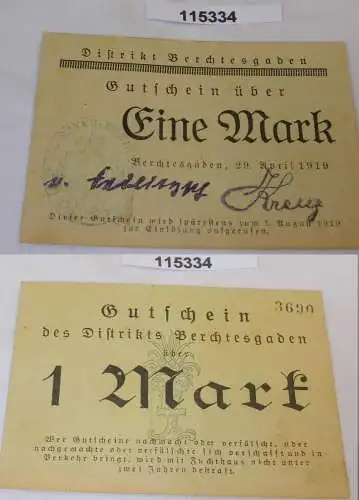 115334
Distrikt Berchtesgaden
Gutschein über
Eine Mark
Berchtesgaden, 29. April 1919
Kreuz
Dieser Gutschein wird spätestens zum 1. August 1919
zur Einlösung aufgerufen.
115334
Gutschein
3690
des Distrikts Berchtesgaden
über
1 Mark
Wer Gutscheine nachmacht oder verfälscht, oder
nachgemachte oder verfälschte sich verschafft und in
Verkehr bringt, wird mit Zuchthaus nicht unter
zwei Jahren bestraft.